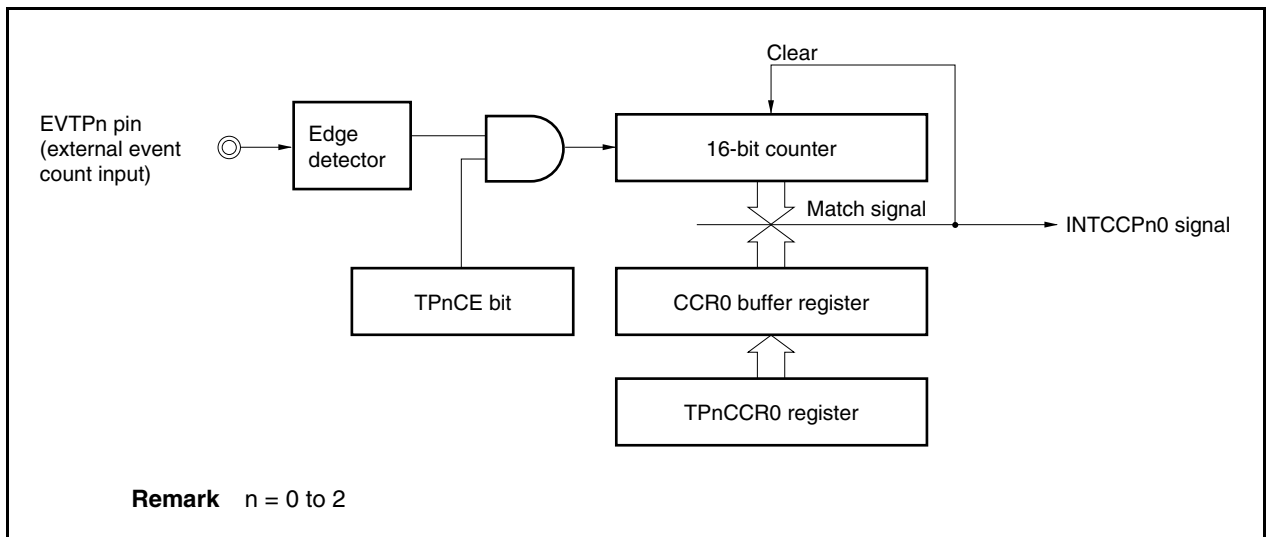 Clear
EVTPn pin
(external event
count input)
Edge
detector
16-bit counter
Match signal
INTCCPn0 signal
TPnCE bit
CCR0 buffer register
TPnCCR0 register
Remark n = 0 to 2